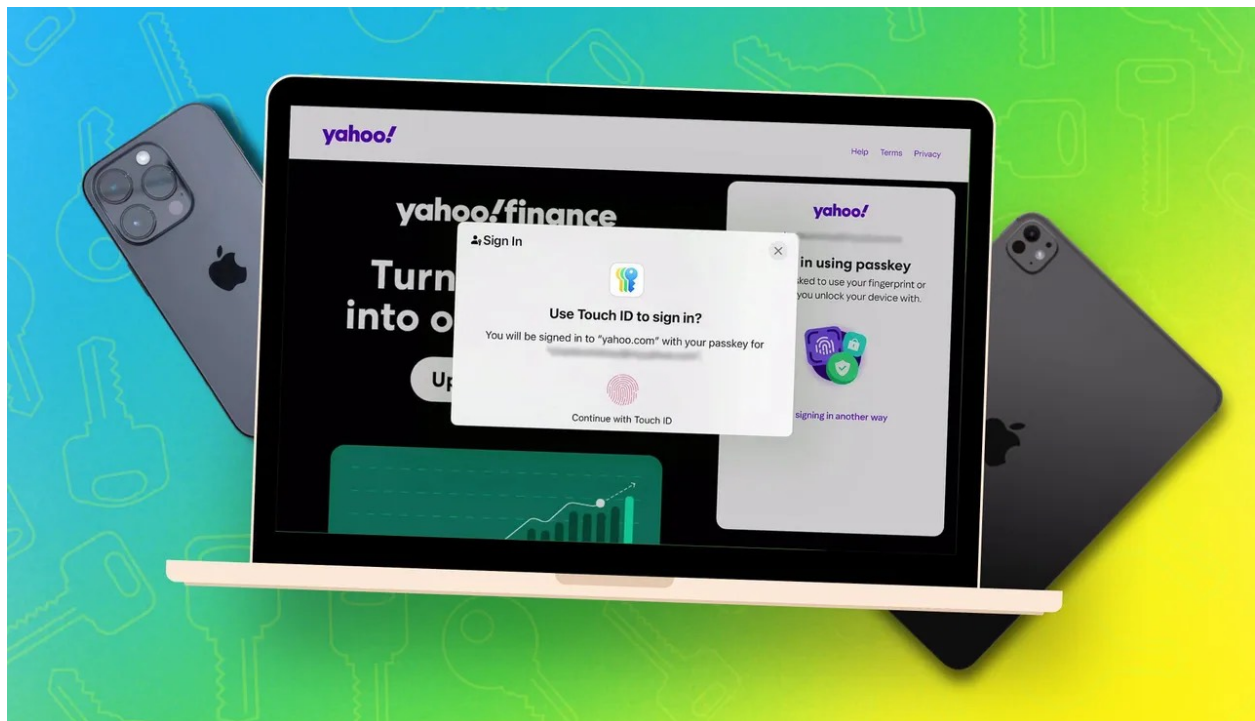 yahoo!
Help Terms Privacy
yahoo!finance
Turn
into o
Up
Sign In
Use Touch ID to sign in?
You will be signed in to “yahoo.com” with your passkey for
Continue with Touch ID
yahoo!
in using passkey
ked to use your fingerprint or
you unlock your device with.
signing in another way